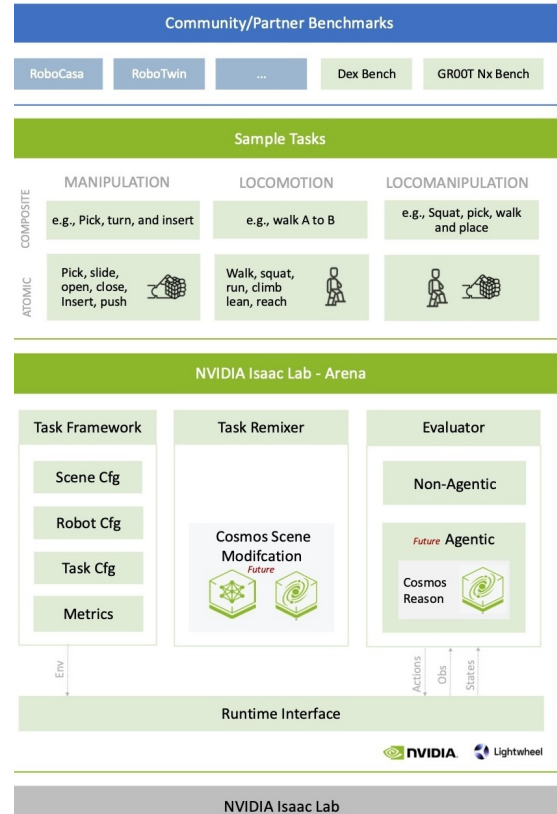 Community/Partner Benchmarks
RoboCasa
RoboTwin
...
Dex Bench
GR00T Nx Bench
Sample Tasks
MANIPULATION
LOCOMOTION
LOCOMANIPULATION
COMPOSITE
e.g., Pick, turn, and insert
e.g., walk A to B
e.g., Squat, pick, walk
and place
ATOMIC
Pick, slide,
open, close,
Insert, push
Walk, squat,
run, climb
lean, reach
NVIDIA Isaac Lab - Arena
Task Framework
Scene Cfg
Robot Cfg
Task Cfg
Metrics
Task Remixer
Cosmos Scene
Modifcation
Future
Evaluator
Non-Agentic
Future Agentic
Cosmos
Reason
Env
Actions
Obs
States
Runtime Interface
NVIDIA.
Lightwheel
NVIDIA Isaac Lab